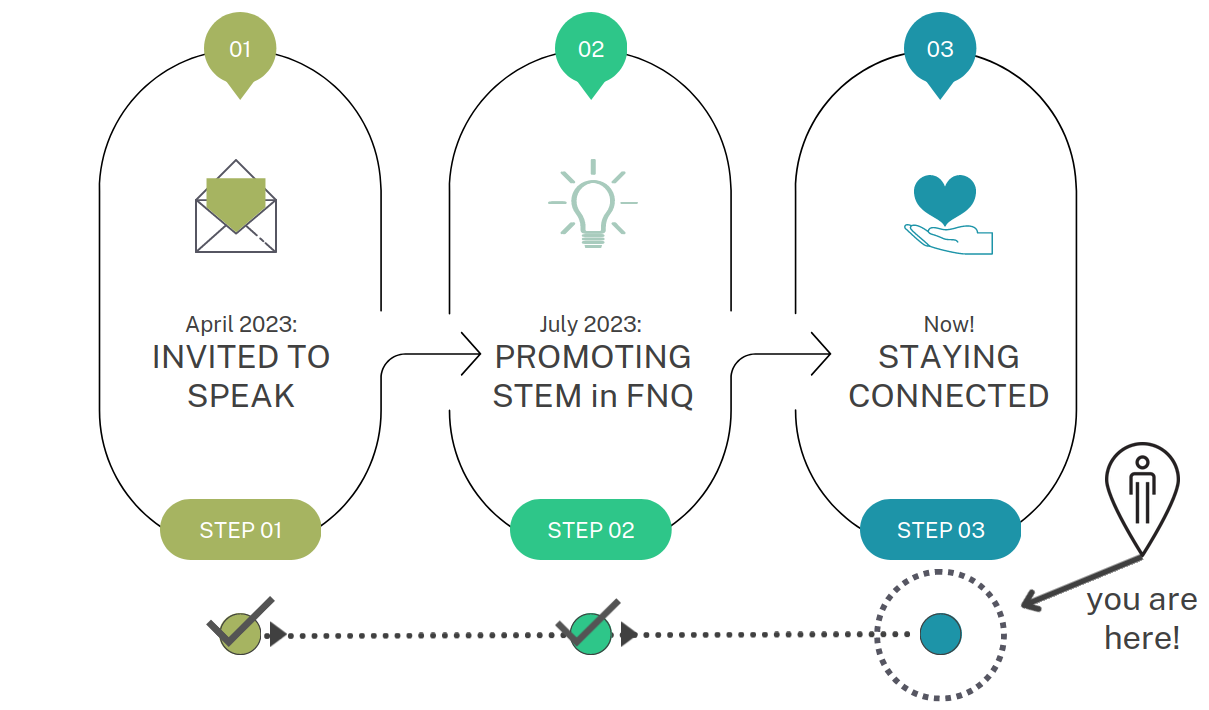 01
April 2023:
INVITED TO
SPEAK
STEP 01
02
July 2023:
PROMOTING
STEM in FNQ
STEP 02
03
Now!
STAYING
CONNECTED
STEP 03
you are
here!